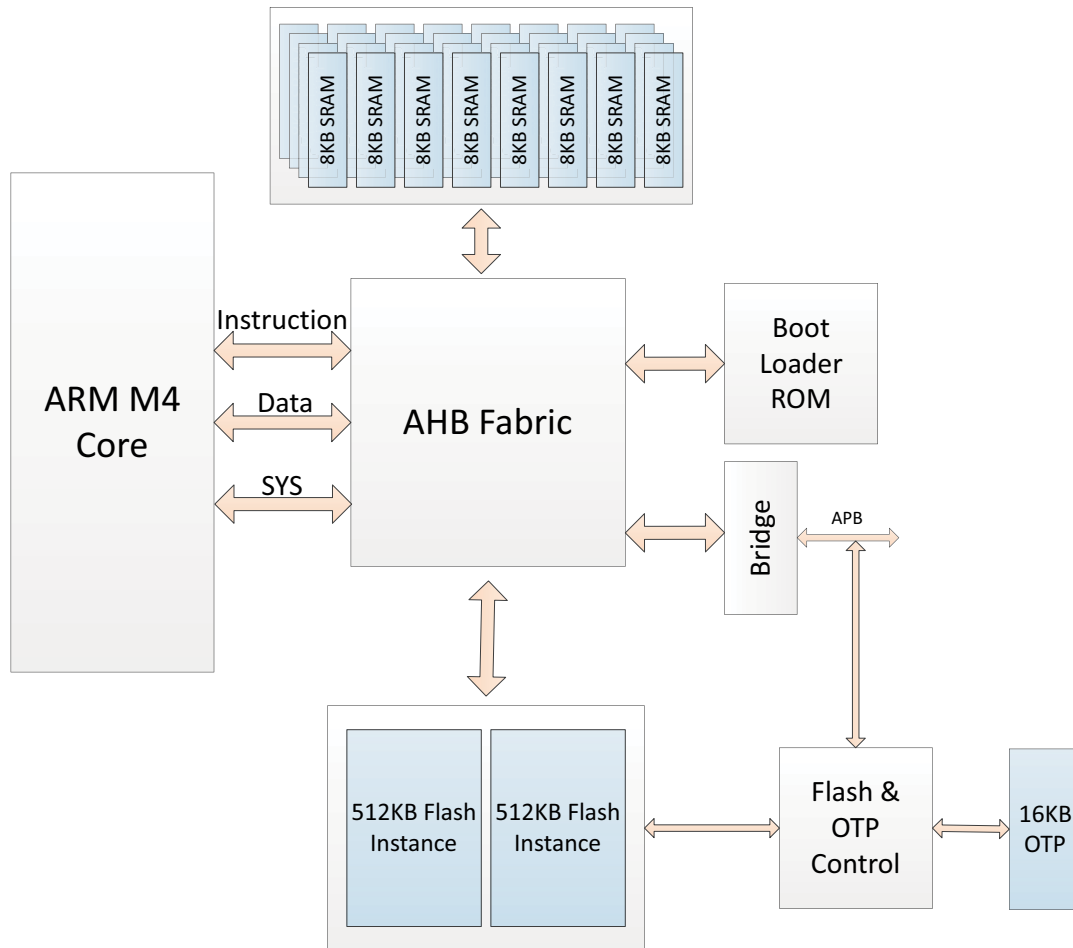 8KB SRAM
8KB SRAM
8KB SRAM
8KB SRAM
8KB SRAM
8KB SRAM
8KB SRAM
8KB SRAM
ARM M4
Core
Instruction
Data
SYS
AHB Fabric
Boot
Loader
ROM
Bridge
APB
512KB Flash
Instance
512KB Flash
Instance
Flash &
OTP
Control
16KB
OTP